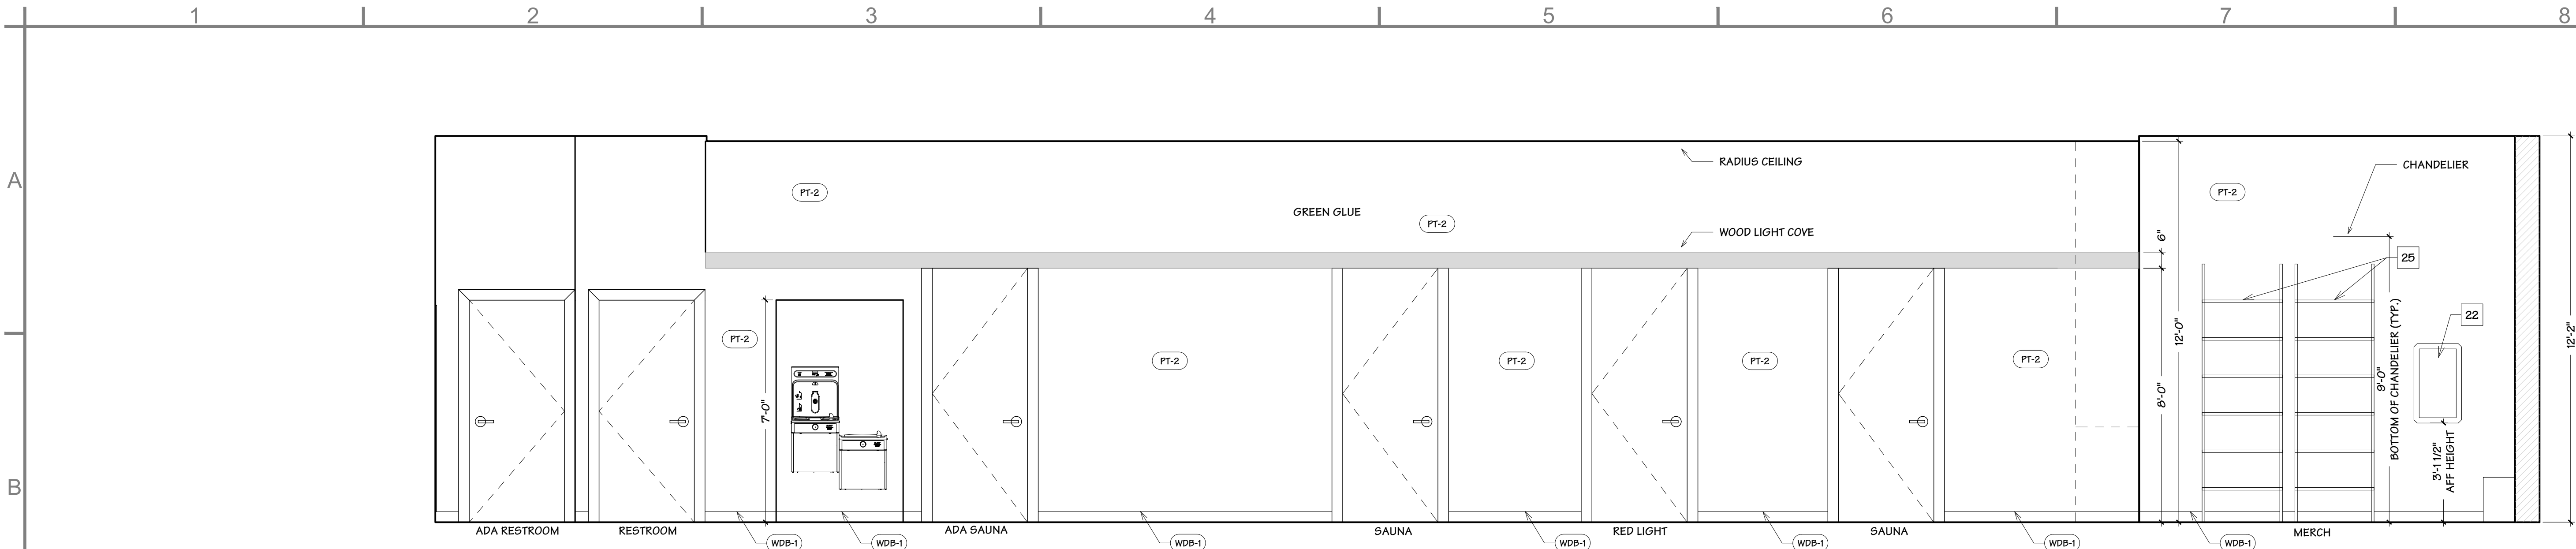 1 2 3 4 5 6 7 8
A
RADIUS CEILING
CHANDELIER
PT-2
PT-2
GREEN GLUE
PT-2
WOOD LIGHT COVE
6"
25
22
PT-2
PT-2
PT-2
PT-2
PT-2
7'-0"
8'-0"
12'-0"
9'-0"
BOTTOM OF CHANDELIER (TYP.)
3'-11/2"
AFF HEIGHT
12'-2"
B
ADA RESTROOM
RESTROOM
ADA SAUNA
SAUNA
RED LIGHT
SAUNA
MERCH
WDB-1
WDB-1
WDB-1
WDB-1
WDB-1
WDB-1
WDB-1